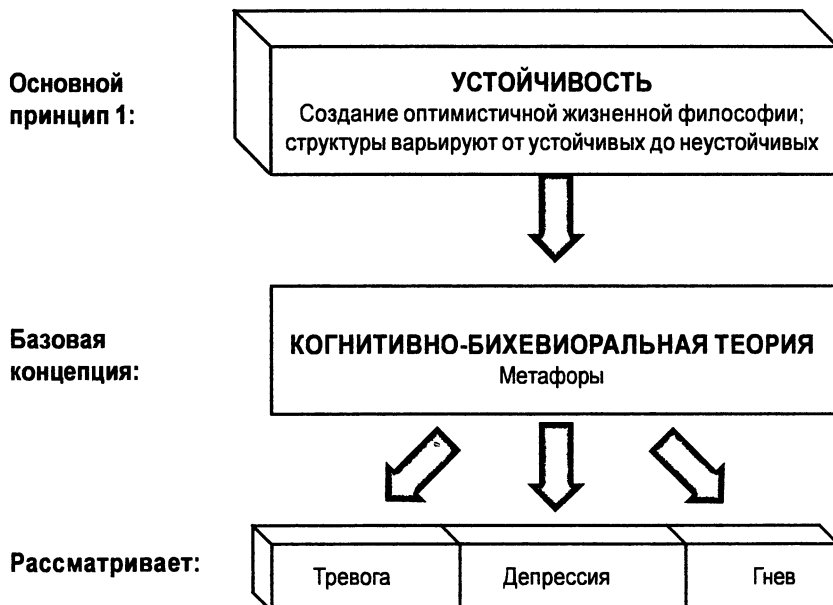 Основной
принцип 1:
УСТОЙЧИВОСТЬ
Создание оптимистичной жизненной философии;
структуры варьируют от устойчивых до неустойчивых
Базовая
концепция:
КОГНИТИВНО-БИХЕВИОРАЛЬНАЯ ТЕОРИЯ
Метафоры
Рассматривает:
Тревога
Депрессия
Гнев